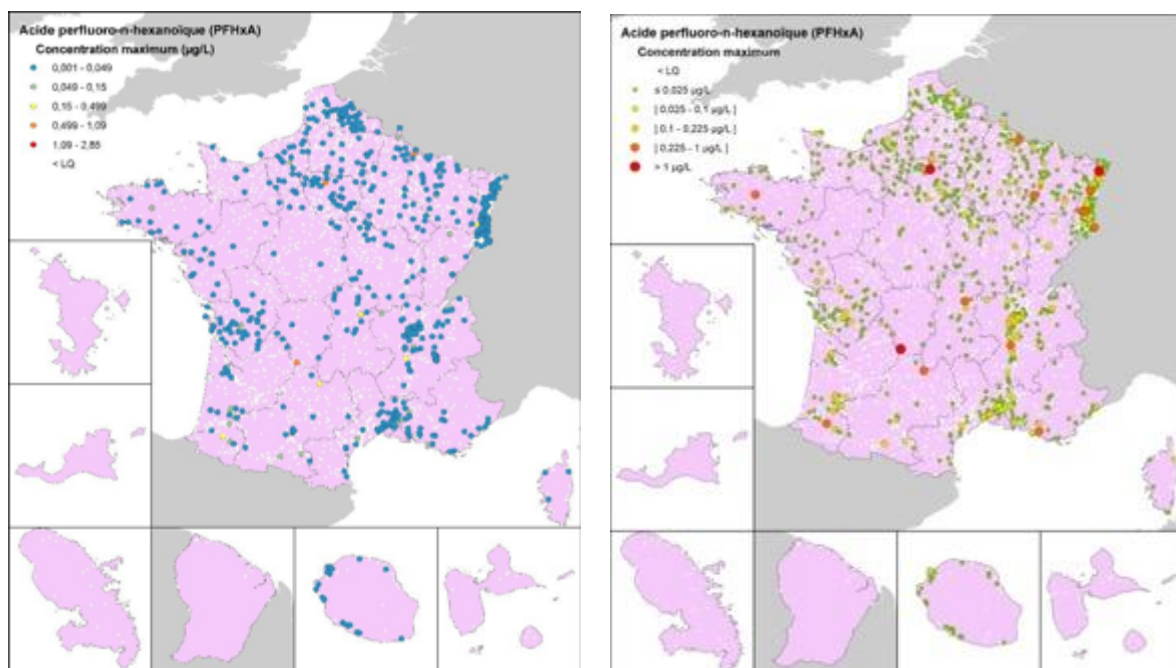 Acide perfluoro-n-hexanoïque (PFHxA)
Concentration maximum (µg/L)
0,001 - 0,049
0,049 - 0,15
0,15 - 0,499
0,499 - 1,09
1,09 - 2,88
< LQ
Acide perfluoro-n-hexanoïque (PFHxA)
Concentration maximum
< LQ
≤ 0.025 µg/L
] 0.025 - 0.1 µg/L ]
] 0.1 - 0.225 µg/L ]
] 0.225 - 1 µg/L ]
> 1 µg/L